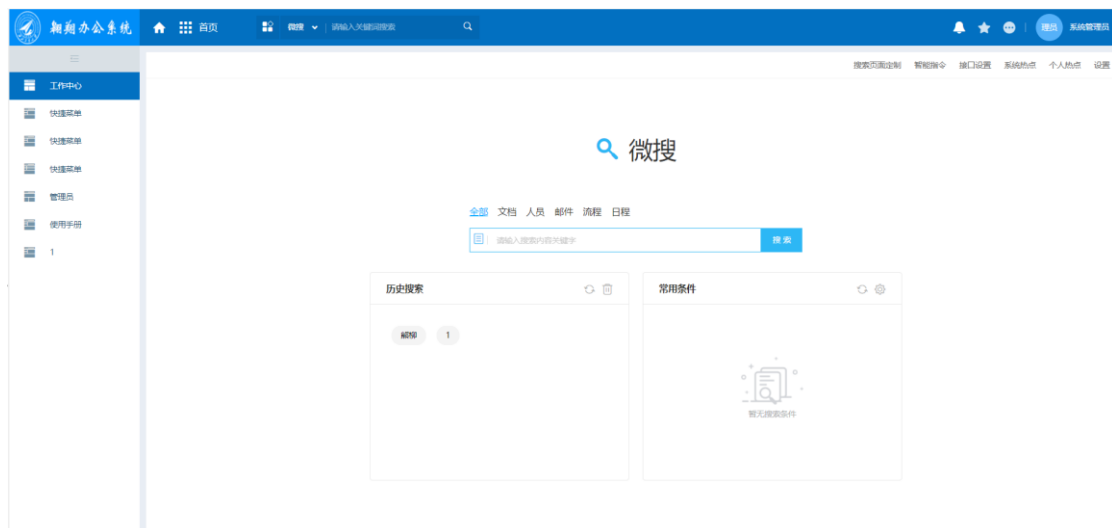 翱翔办公系统 首页 微搜 请输入关键词搜索 理员 系统管理员
搜索页面定制 智能指令 接口设置 系统热点 个人热点 设置
工作中心
快捷菜单
快捷菜单
快捷菜单
管理员
使用手册
1
微搜
全部 文档 人员 邮件 流程 日程
请输入搜索内容关键字 搜索
历史搜索 常用条件
1
暂无搜索条件